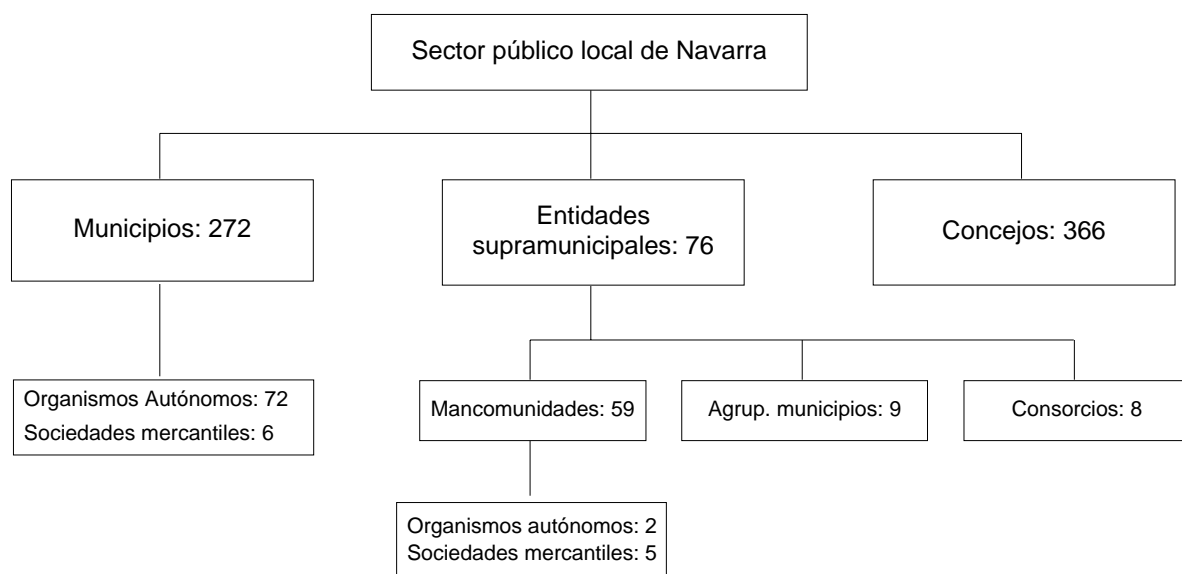 Sector público local de Navarra
Municipios: 272
Entidades
supramunicipales: 76
Concejos: 366
Organismos Autónomos: 72
Sociedades mercantiles: 6
Mancomunidades: 59
Agrup. municipios: 9
Consorcios: 8
Organismos autónomos: 2
Sociedades mercantiles: 5